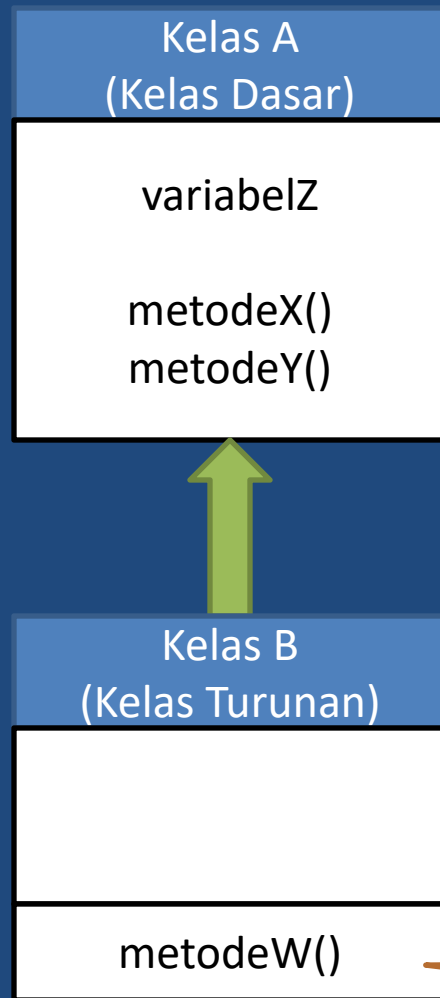 Kelas A
(Kelas Dasar)
variabelZ
metodeX()
metodeY()
Kelas B
(Kelas Turunan)
metodeW()